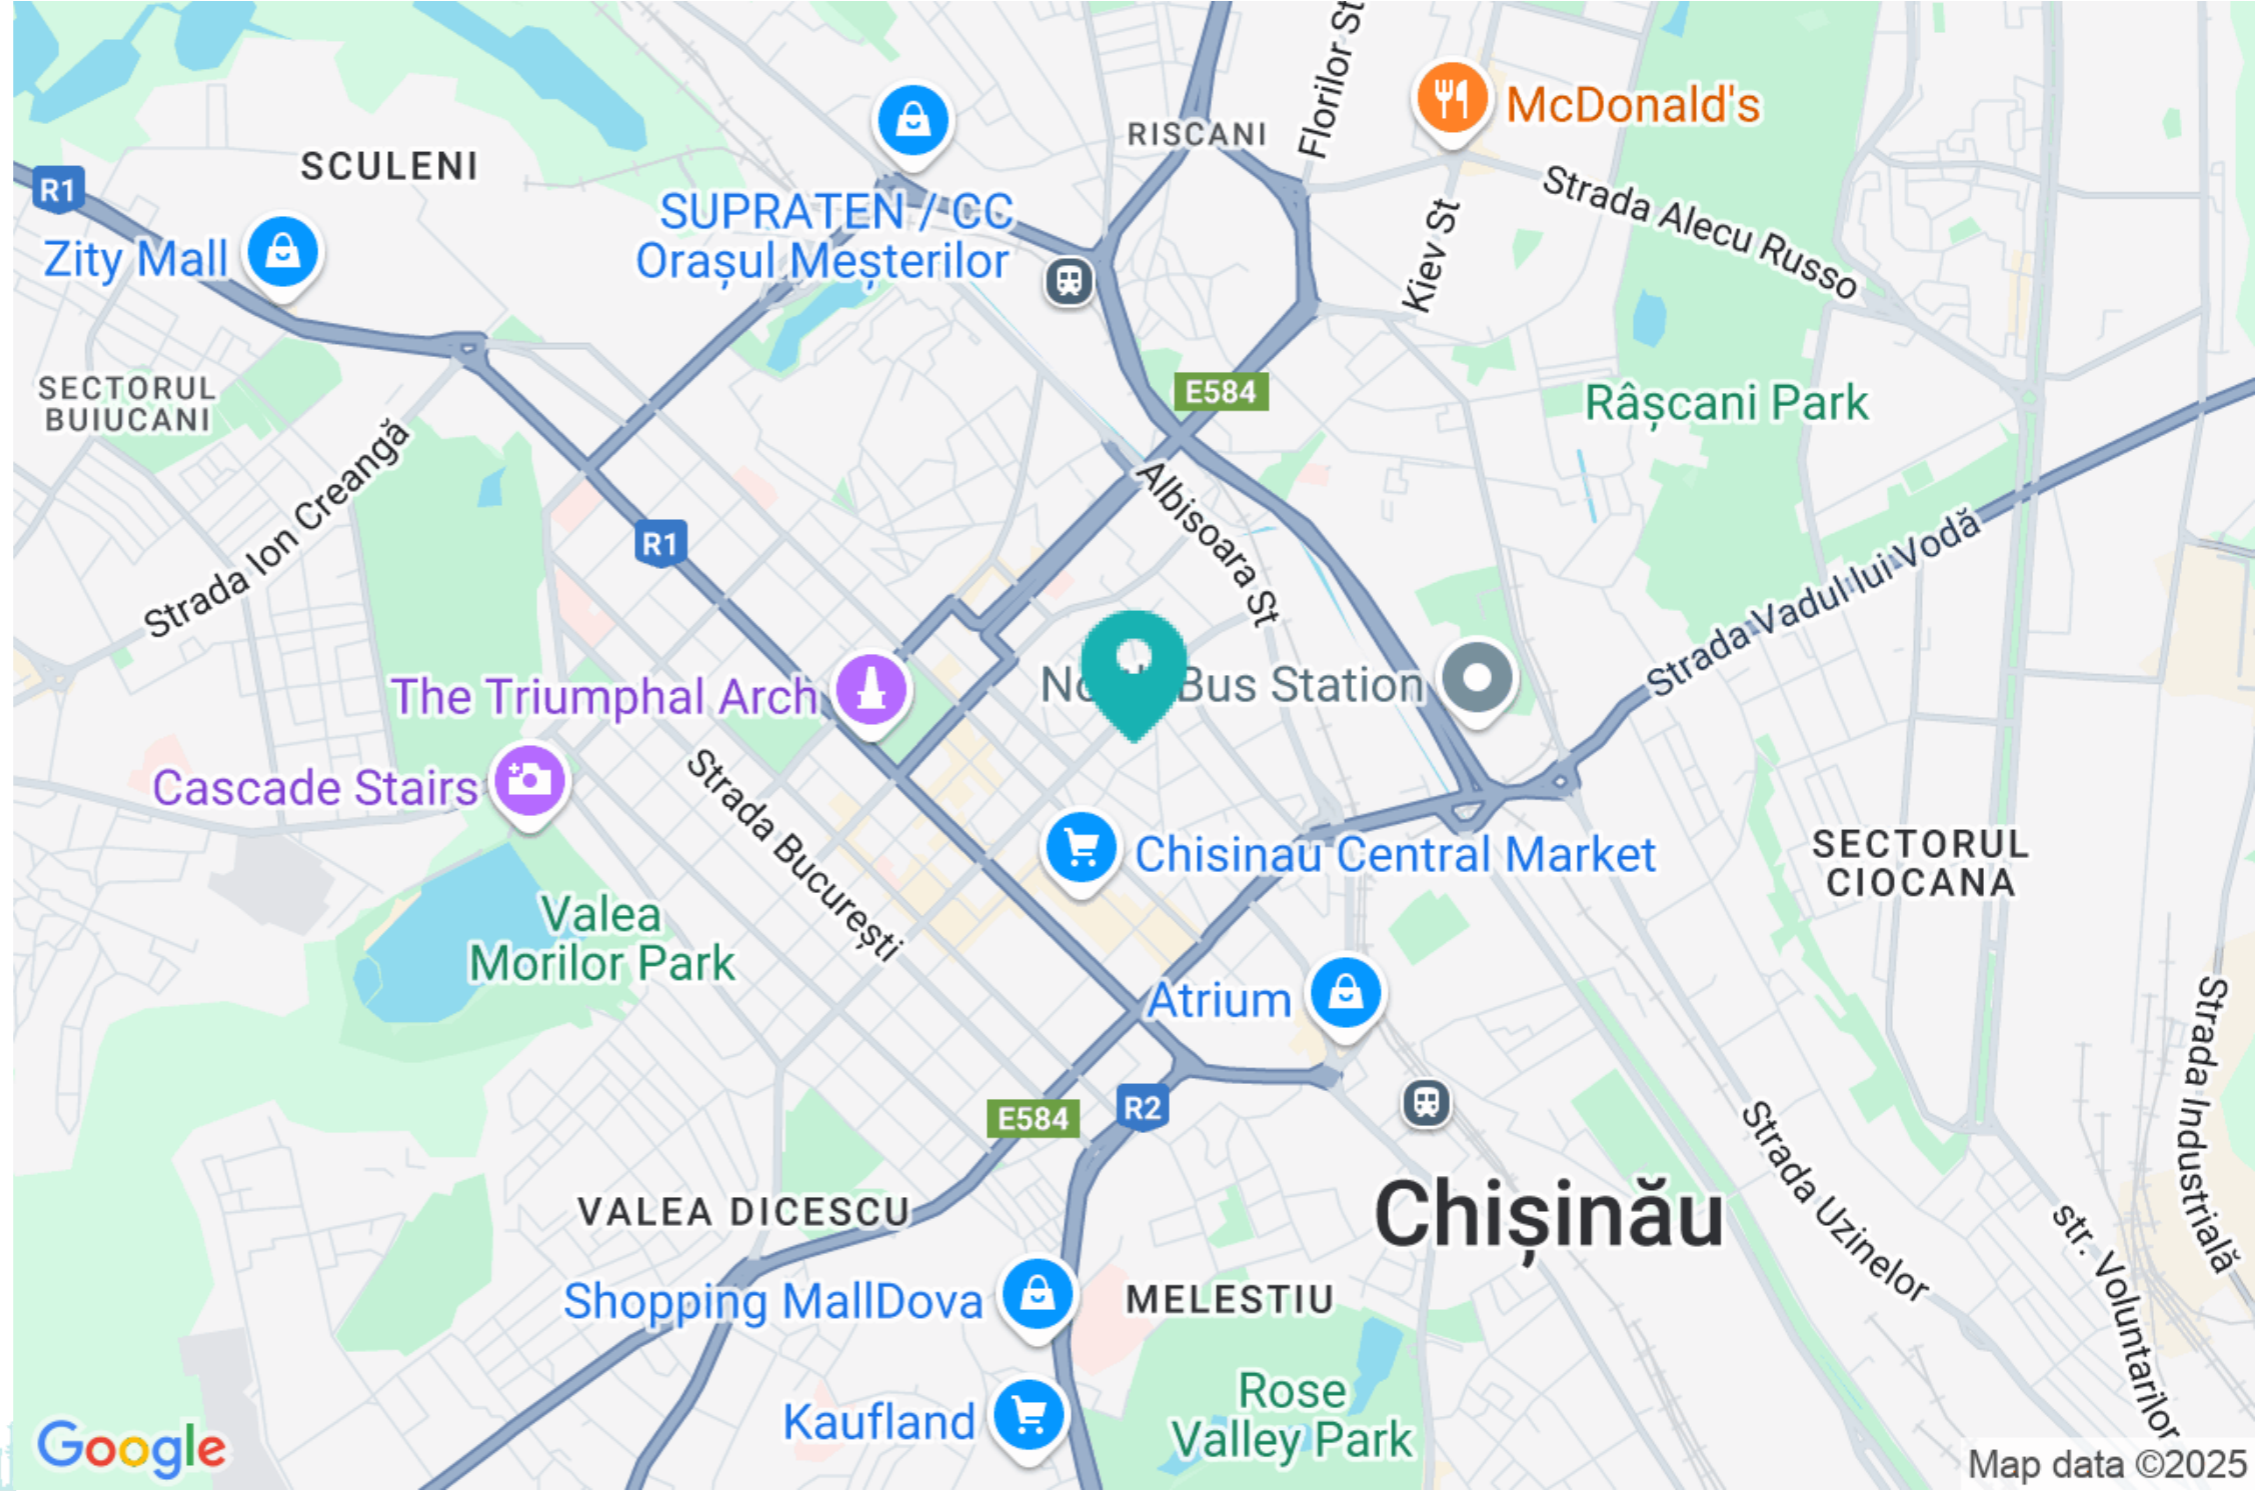 Florilor St
McDonald's
RISCANI
SCULENI
R1
SUPRATEN / CC
Orașul Meșterilor
Zity Mall
Strada Alecu Russo
Kiev St
SECTORUL
BUIUCANI
E584
Râșcani Park
Strada Ion Creangă
R1
Albisoara St
Strada Vadul lui Vodă
Bus Station
The Triumphal Arch
Cascade Stairs
Strada București
Chisinau Central Market
SECTORUL
CIOCANA
Valea
Morilor Park
Atrium
Strada Industrială
E584
R2
Strada Uzinelor
VALEA DICESCU
Chișinău
str. Voluntarilor
Shopping MallDova
MELESTIU
Rose
Valley Park
Kaufland
Google
Map data ©2025